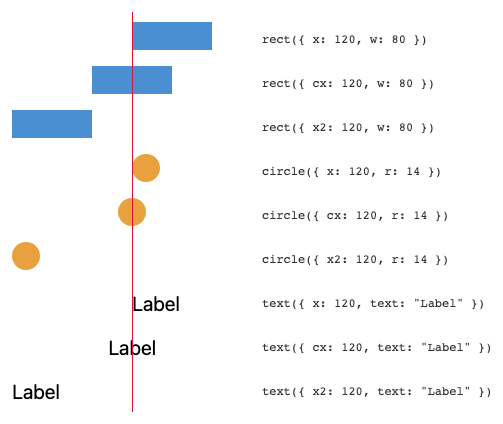 rect({ x: 120, w: 80 })
rect({ cx: 120, w: 80 })
rect({ x2: 120, w: 80 })
circle({ x: 120, r: 14 })
circle({ cx: 120, r: 14 })
circle({ x2: 120, r: 14 })
Label text({ x: 120, text: "Label" })
Label text({ cx: 120, text: "Label" })
Label text({ x2: 120, text: "Label" })